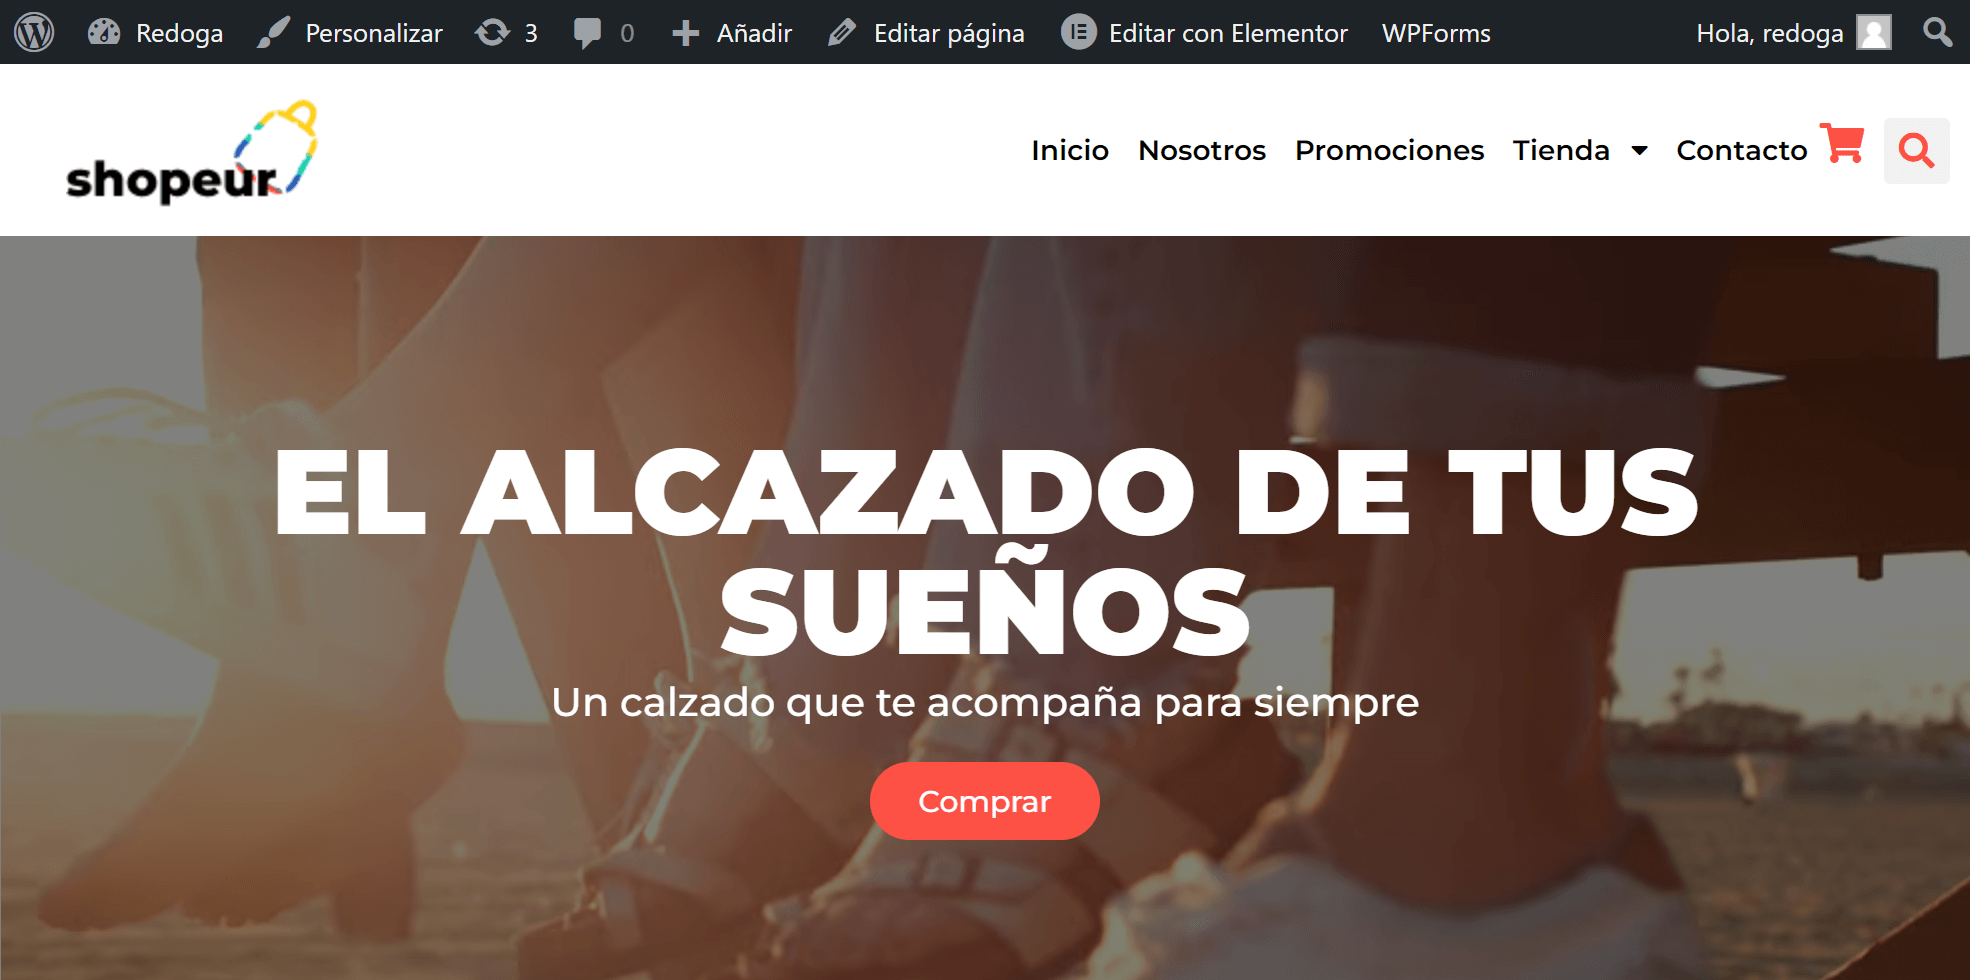 Redoga Personalizar 3 0 Añadir Editar página Editar con Elementor WPForms Hola, redoga
shopeur
Inicio Nosotros Promociones Tienda Contacto
EL ALCAZADO DE TUS
SUEÑOS
Un calzado que te acompaña para siempre
Comprar